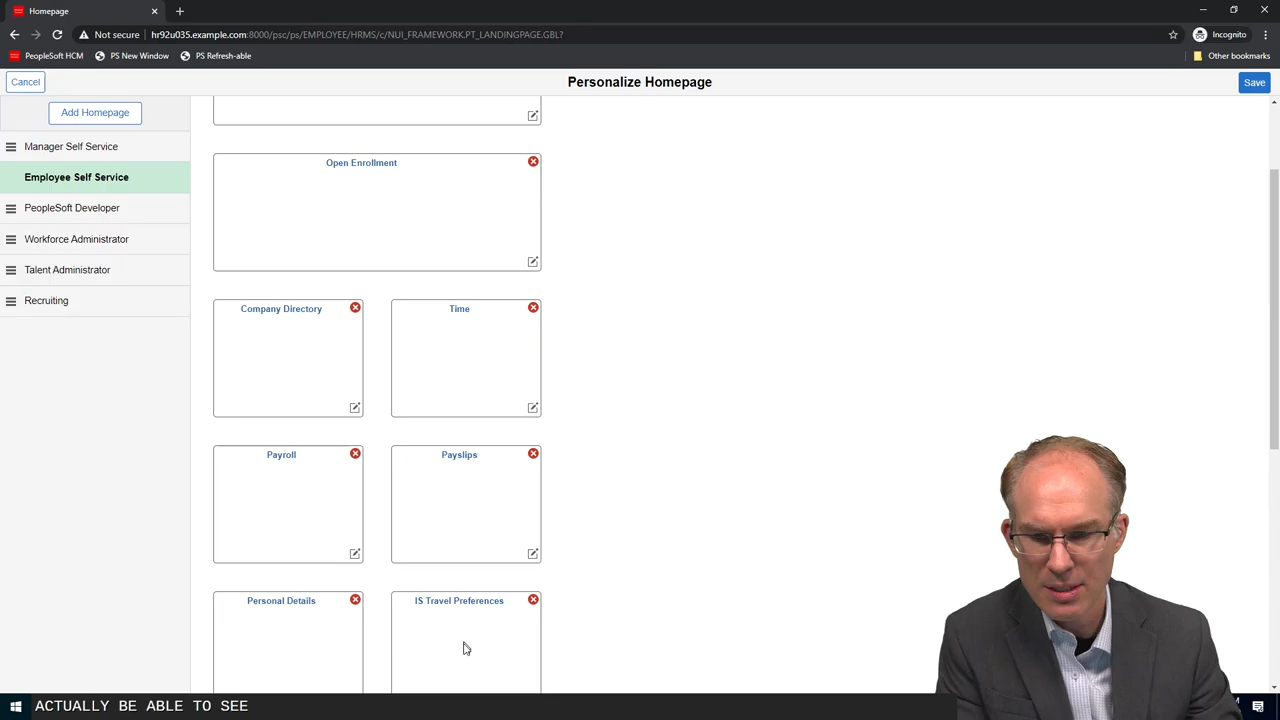 Homepage
Not secure
hr92u035.example.com:8000/psc/ps/EMPLOYEE/HRMS/c/NUI_FRAMEWORK.PT_LANDINGPAGE.GBL?
Incognito
PeopleSoft HCM
PS New Window
PS Refresh-able
Other bookmarks
Cancel
Personalize Homepage
Save
Add Homepage
Manager Self Service
Employee Self Service
PeopleSoft Developer
Workforce Administrator
Talent Administrator
Recruiting
Open Enrollment
Company Directory
Time
Payroll
Payslips
Personal Details
IS Travel Preferences
ACTUALLY BE ABLE TO SEE